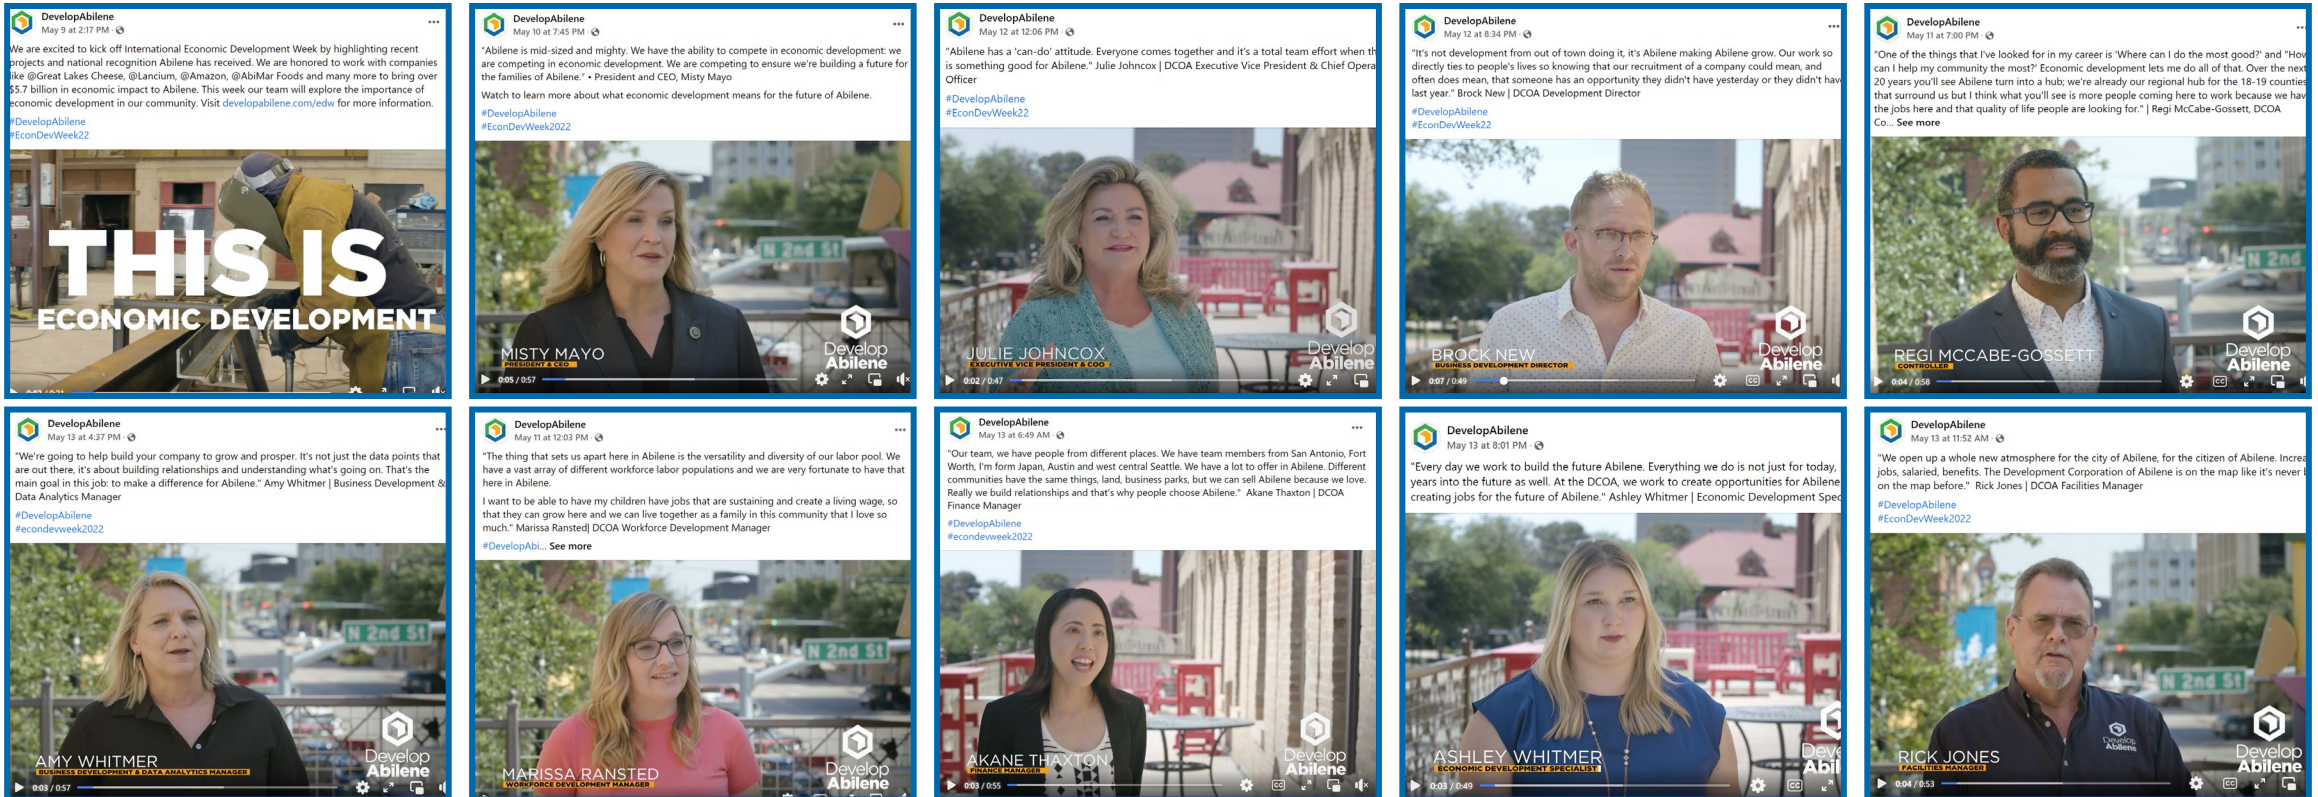 DevelopAbilene
May 9 at 2:17 PM ·
We are excited to kick off International Economic Development Week by highlighting recent
projects and national recognition Abilene has received. We are honored to work with companies
like @Great Lakes Cheese, @Lancium, @Amazon, @AbiMar Foods and many more to bring over
$5.7 billion in economic impact to Abilene. This week our team will explore the importance of
economic development in our community. Visit developabilene.com/edw for more information.
#DevelopAbilene
#EconDevWeek22
THIS IS
ECONOMIC DEVELOPMENT
DevelopAbilene
May 10 at 7:45 PM ·
"Abilene is mid-sized and mighty. We have the ability to compete in economic development: we
are competing in economic development. We are competing to ensure we're building a future for
the families of Abilene." • President and CEO, Misty Mayo
Watch to learn more about what economic development means for the future of Abilene.
#DevelopAbilene
#EconDevWeek2022
N 2nd St
MISTY MAYO
PRESIDENT & CEO
Develop
Abilene
0:05 / 0:57
DevelopAbilene
May 12 at 12:06 PM ·
"Abilene has a 'can-do' attitude. Everyone comes together and it's a total team effort when th
is something good for Abilene." Julie Johncox | DCOA Executive Vice President & Chief Opera
Officer
#DevelopAbilene
#EconDevWeek22
JULIE JOHNCOX
EXECUTIVE VICE PRESIDENT & COO
Develop
Abilene
0:02 / 0:47
DevelopAbilene
May 12 at 8:34 PM ·
"It's not development from out of town doing it, it's Abilene making Abilene grow. Our work so
directly ties to people's lives so knowing that our recruitment of a company could mean, and
often does mean, that someone has an opportunity they didn't have yesterday or they didn't have
last year." Brock New | DCOA Development Director
#DevelopAbilene
#EconDevWeek22
BROCK NEW
BUSINESS DEVELOPMENT DIRECTOR
Develop
Abilene
0:07 / 0:49
DevelopAbilene
May 11 at 7:00 PM ·
"One of the things that I've looked for in my career is 'Where can I do the most good?' and "How
can I help my community the most?' Economic development lets me do all of that. Over the next
20 years you'll see Abilene turn into a hub; we're already our regional hub for the 18-19 counties
that surround us but I think what you'll see is more people coming here to work because we hav
the jobs here and that quality of life people are looking for." | Regi McCabe-Gossett, DCOA
Co... See more
N 2nd
REGI MCCABE-GOSSETT
CONTROLLER
Develop
Abilene
0:04 / 0:58
DevelopAbilene
May 13 at 4:37 PM ·
"We're going to help build your company to grow and prosper. It's not just the data points that
are out there, it's about building relationships and understanding what's going on. That's the
main goal in this job: to make a difference for Abilene." Amy Whitmer | Business Development &
Data Analytics Manager
#DevelopAbilene
#econdevweek2022
N 2nd St
AMY WHITMER
BUSINESS DEVELOPMENT & DATA ANALYTICS MANAGER
Develop
Abilene
0:03 / 0:57
DevelopAbilene
May 11 at 12:03 PM ·
"The thing that sets us apart here in Abilene is the versatility and diversity of our labor pool. We
have a vast array of different workforce labor populations and we are very fortunate to have that
here in Abilene.
I want to be able to have my children have jobs that are sustaining and create a living wage, so
that they can grow here and we can live together as a family in this community that I love so
much." Marissa Ransted| DCOA Workforce Development Manager
#DevelopAbi... See more
N 2nd St
MARISSA RANSTED
WORKFORCE DEVELOPMENT MANAGER
Develop
Abilene
DevelopAbilene
May 13 at 6:49 AM ·
"Our team, we have people from different places. We have team members from San Antonio, Fort
Worth, I'm form Japan, Austin and west central Seattle. We have a lot to offer in Abilene. Different
communities have the same things, land, business parks, but we can sell Abilene because we love.
Really we build relationships and that's why people choose Abilene." Akane Thaxton | DCOA
Finance Manager
#DevelopAbilene
#econdevweek2022
AKANE THAXTON
FINANCE MANAGER
Develop
Abilene
0:03 / 0:55
DevelopAbilene
May 13 at 8:01 PM ·
"Every day we work to build the future Abilene. Everything we do is not just for today,
years into the future as well. At the DCOA, we work to create opportunities for Abilene
creating jobs for the future of Abilene." Ashley Whitmer | Economic Development Spec
ASHLEY WHITMER
ECONOMIC DEVELOPMENT SPECIALIST
Deve
Abil
0:03 / 0:49
DevelopAbilene
May 13 at 11:52 AM ·
"We open up a whole new atmosphere for the city of Abilene, for the citizen of Abilene. Increa
jobs, salaried, benefits. The Development Corporation of Abilene is on the map like it's never b
on the map before." Rick Jones | DCOA Facilities Manager
#DevelopAbilene
#EconDevWeek2022
N 2nd St
Develop
Abilene
RICK JONES
FACILITIES MANAGER
Develop
Abilene
0:04 / 0:53